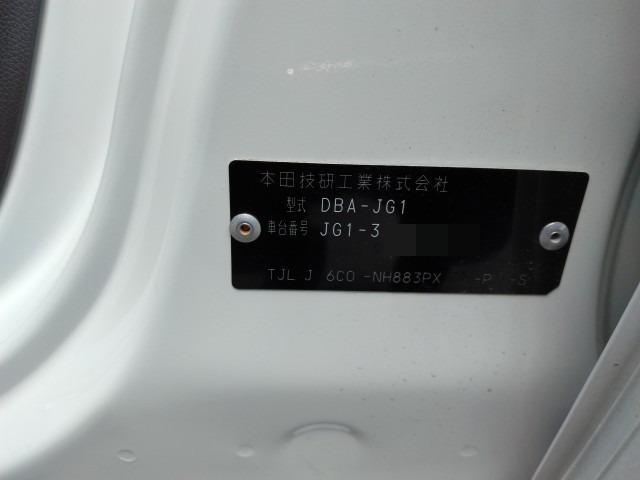 本田技研工業株式会社
型式 DBA-JG1
車台番号 JG1-3
TJL J 6CO -NH883PX -P -S